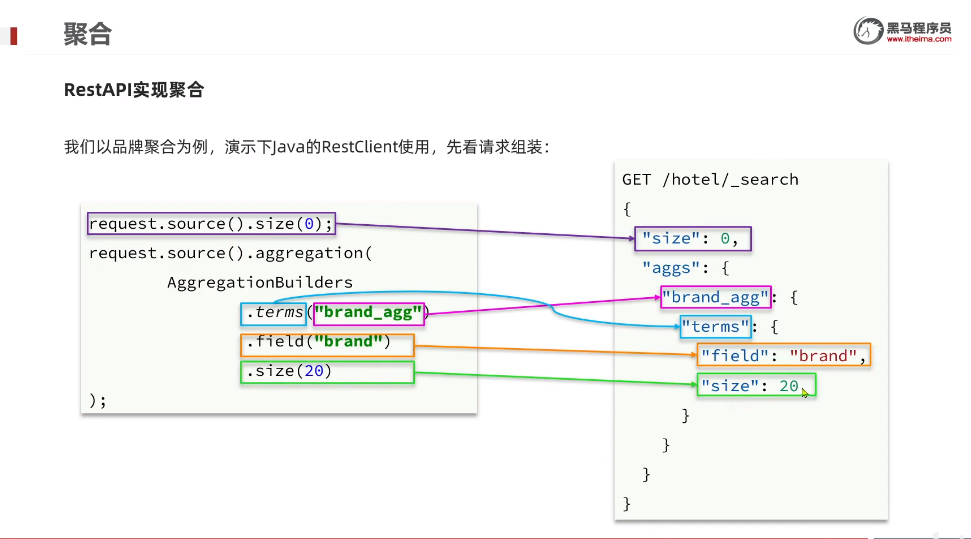 聚合
黑马程序员
www.itheima.com
RestAPI实现聚合
我们以品牌聚合为例，演示下Java的RestClient使用，先看请求组装：
request.source().size(0);
request.source().aggregation(
AggregationBuilders
.terms("brand_agg")
.field("brand")
.size(20)
);
GET /hotel/_search
{
"size": 0,
"aggs": {
"brand_agg": {
"terms": {
"field": "brand",
"size": 20
}
}
}
}